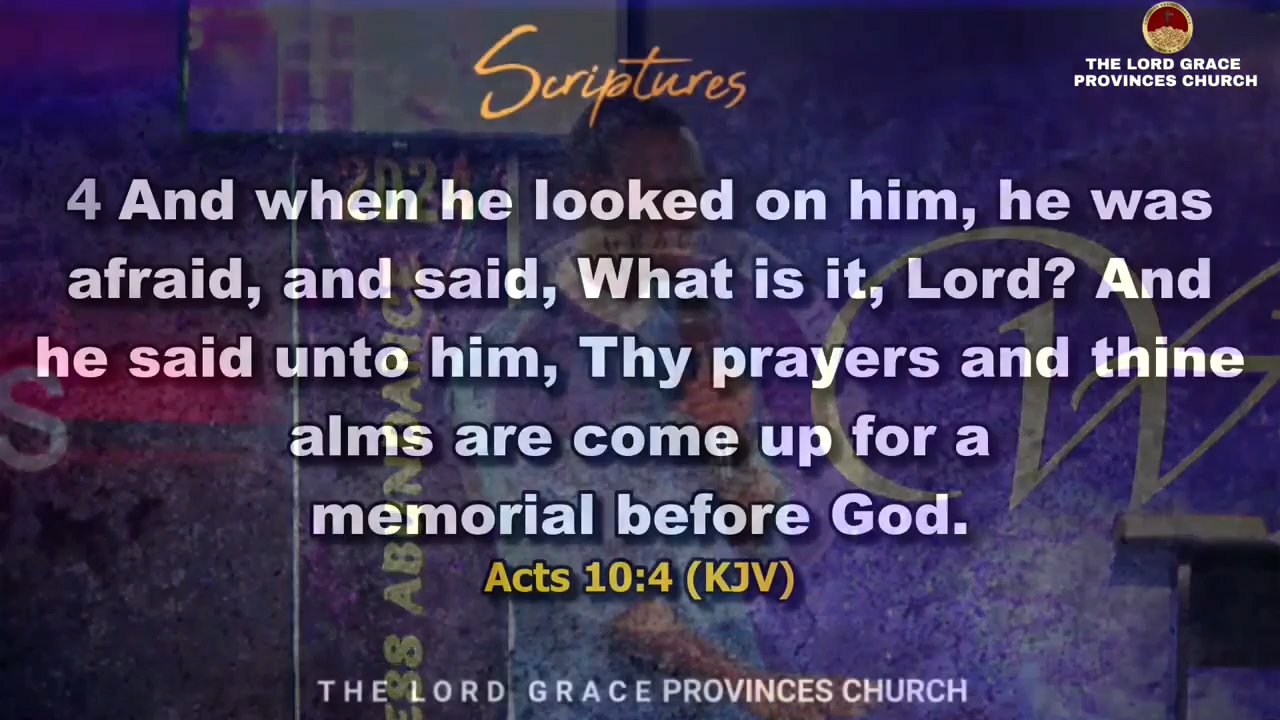 Scriptures
THE LORD GRACE
PROVINCES CHURCH
4 And when he looked on him, he was
afraid, and said, What is it, Lord? And
he said unto him, Thy prayers and thine
alms are come up for a
memorial before God.
Acts 10:4 (KJV)
THE LORD GRACE PROVINCES CHURCH